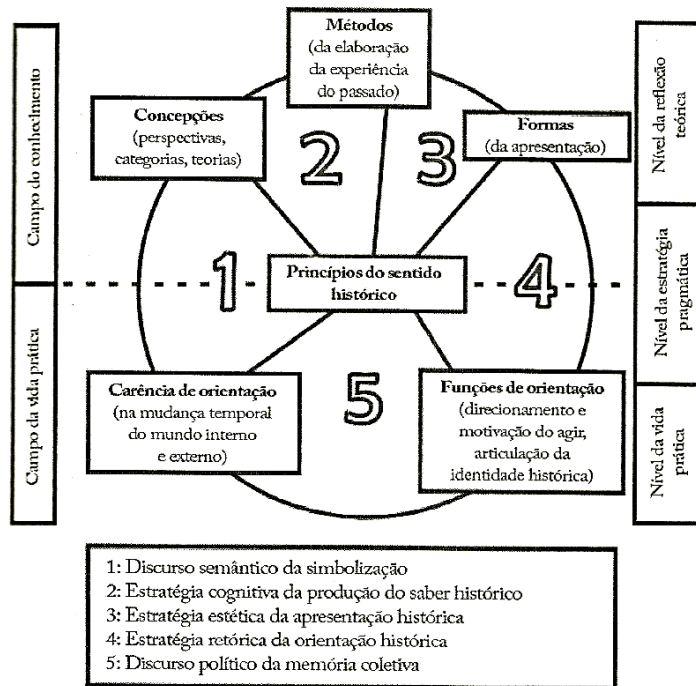 Métodos
(da elaboração
da experiência
do passado)
Concepções
(perspectivas,
categorias, teorias)
Formas
(da apresentação)
Campo do conhecimento
Nível da reflexão
teórica
2
3
1
4
Princípios do sentido
histórico
Nível da estratégia
pragmática
Campo da vida prática
Carência de orientação
(na mudança temporal
do mundo interno
e externo)
5
Funções de orientação
(direcionamento e
motivação do agir,
articulação da
identidade histórica)
Nível da vida
prática
1: Discurso semântico da simbolização
2: Estratégia cognitiva da produção do saber histórico
3: Estratégia estética da apresentação histórica
4: Estratégia retórica da orientação histórica
5: Discurso político da memória coletiva